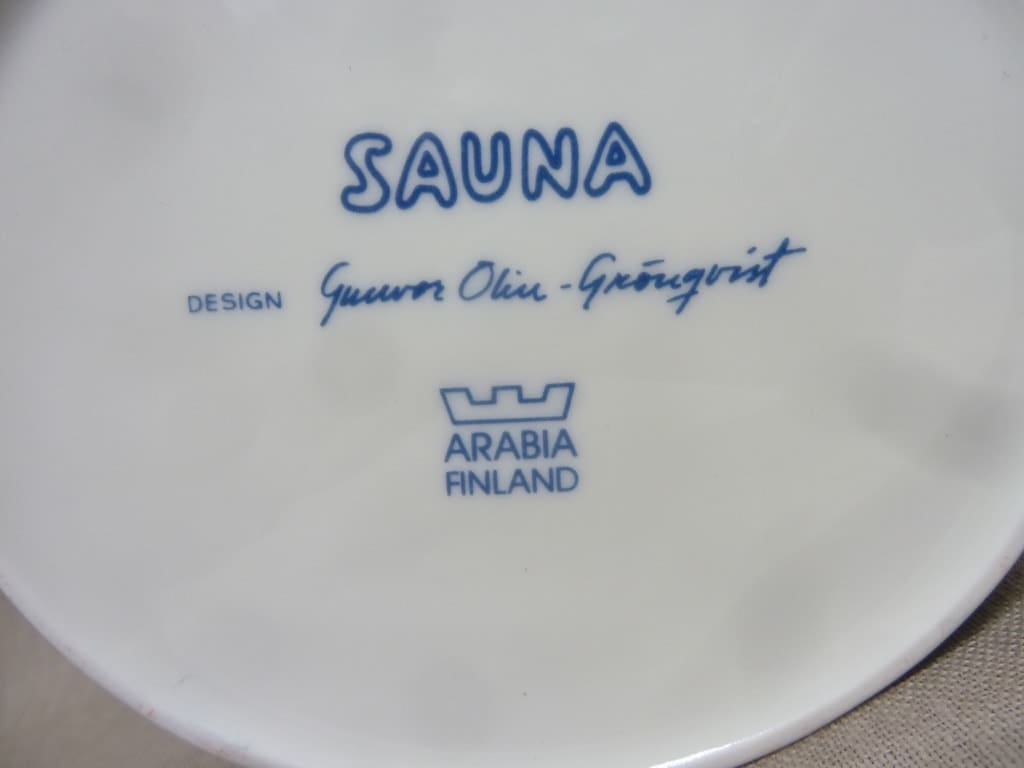 SAUNA
DESIGN Gunvor Olin-Grönqvist
ARABIA
FINLAND